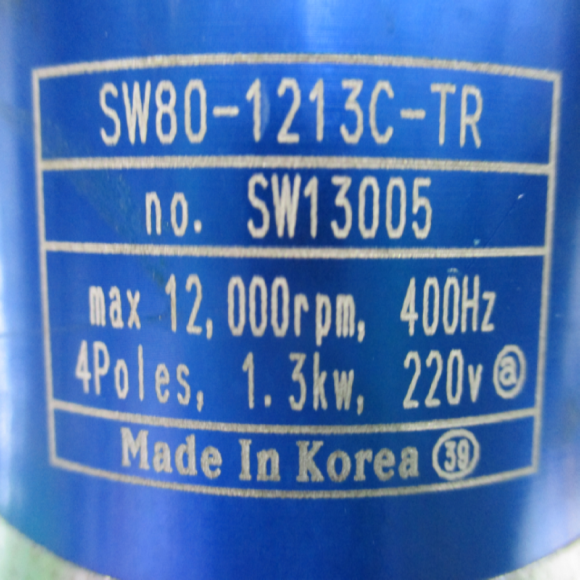 SW80-1213C-TR
no. SW13005
max 12,000rpm, 400Hz
4Poles, 1.3kw, 220v ⓐ
Made In Korea ㊴